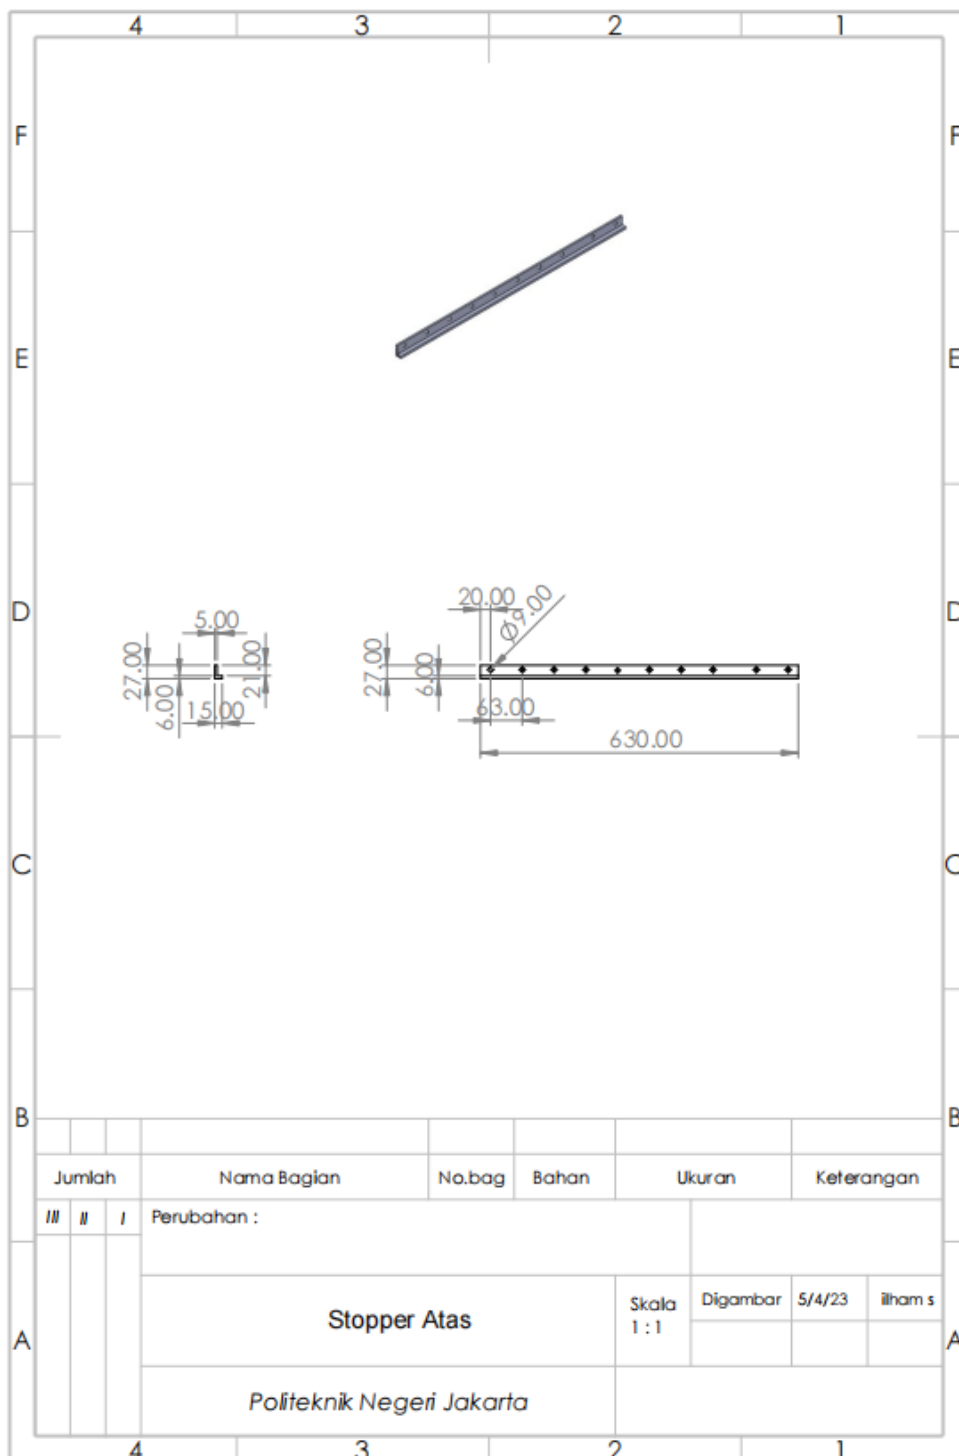 4 3 2 1
F F
E E
D D
20.00
Ø9.00
5.00
27.00
6.00
15.00
21.00
27.00
6.00
63.00
630.00
C C
B B
Jumlah Nama Bagian No.bag Bahan Ukuran Keterangan
III II I Perubahan :
Stopper Atas
Skala
1 : 1
Digambar 5/4/23 ilham s
A A
Politeknik Negeri Jakarta
4 3 2 1